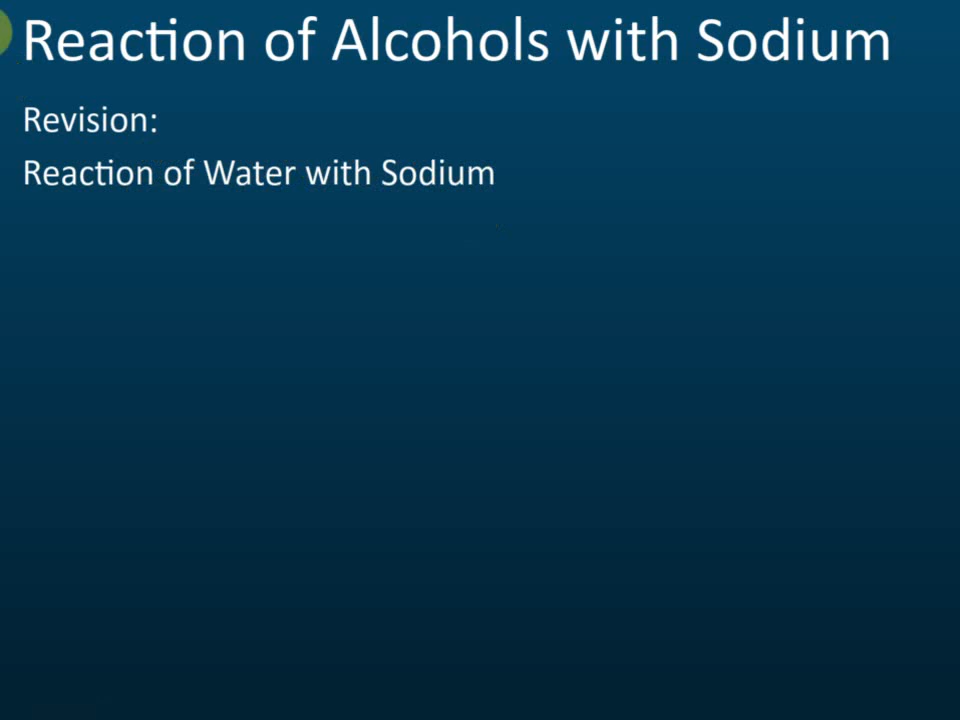 Reaction of Alcohols with Sodium
Revision:
Reaction of Water with Sodium